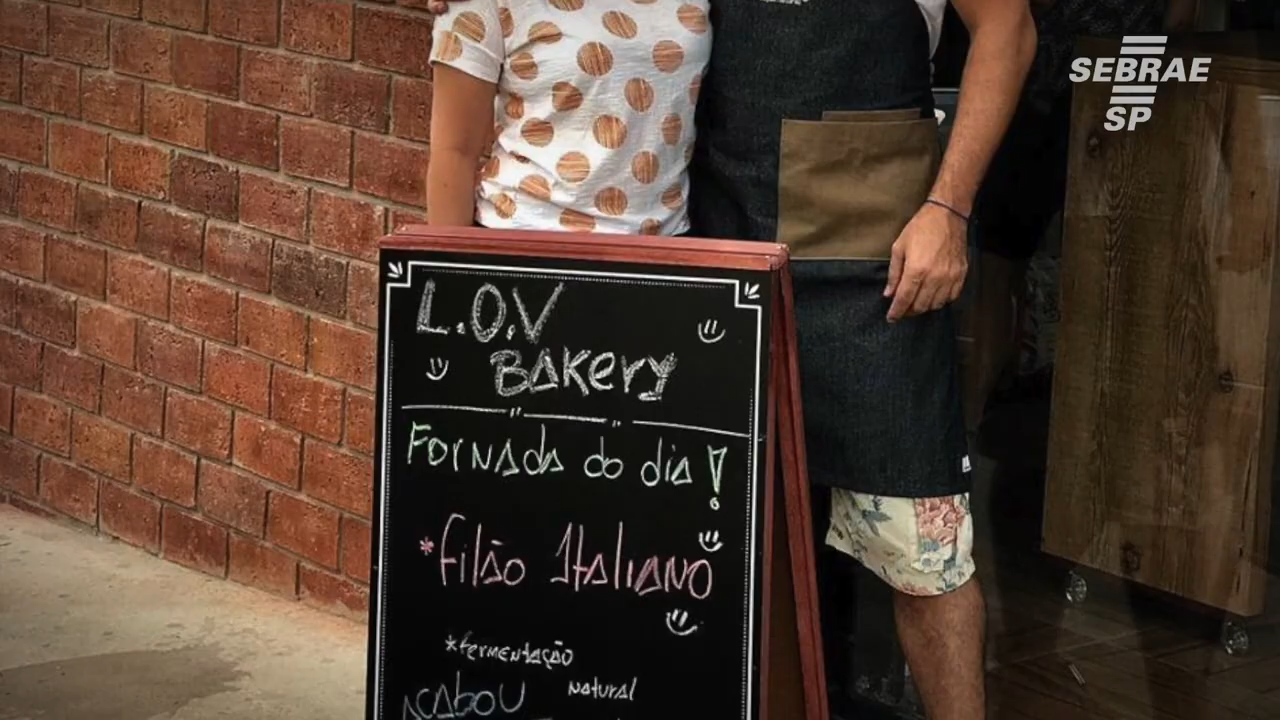 SEBRAE
SP
L.O.V
BAKERY
FORNADA do dia!
*filão ITALIANO
*fermentação
natural
ACABOU